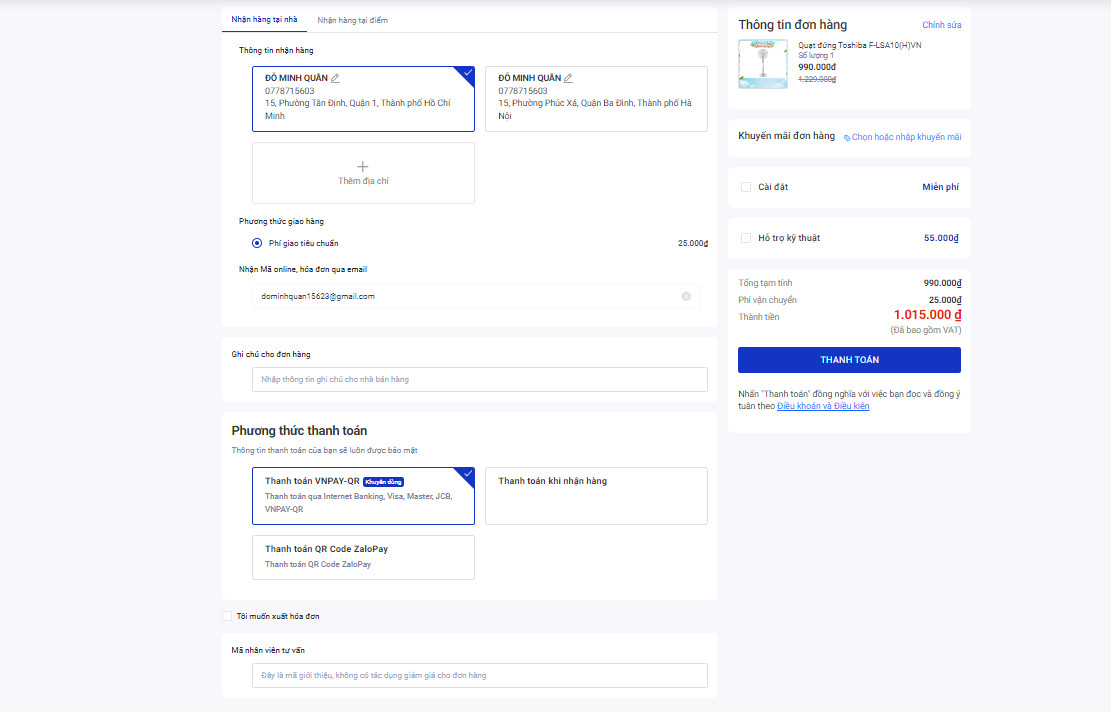 Nhận hàng tại nhà
Nhận hàng tại điểm
Thông tin nhận hàng
ĐỖ MINH QUÂN
0778715603
15, Phường Tân Định, Quận 1, Thành phố Hồ Chí
Minh
ĐỖ MINH QUÂN
0778715603
15, Phường Phúc Xá, Quận Ba Đình, Thành phố Hà
Nội
Thêm địa chỉ
Phương thức giao hàng
Phí giao tiêu chuẩn
25.000₫
Nhận Mã online, hóa đơn qua email
dominhquan15623@gmail.com
Ghi chú cho đơn hàng
Nhập thông tin ghi chú cho nhà bán hàng
Phương thức thanh toán
Thông tin thanh toán của bạn sẽ luôn được bảo mật
Thanh toán VNPAY-QR Khuyên dùng
Thanh toán qua Internet Banking, Visa, Master, JCB,
VNPAY-QR
Thanh toán khi nhận hàng
Thanh toán QR Code ZaloPay
Thanh toán QR Code ZaloPay
Tôi muốn xuất hóa đơn
Mã nhân viên tư vấn
Đây là mã giới thiệu, không có tác dụng giảm giá cho đơn hàng
Thông tin đơn hàng
Chỉnh sửa
Quạt đứng Toshiba F-LSA10(H)VN
Số lượng 1
990.000₫
1.229.000₫
Khuyến mãi đơn hàng
Chọn hoặc nhập khuyến mãi
Cài đặt
Miễn phí
Hỗ trợ kỹ thuật
55.000₫
Tổng tạm tính
990.000₫
Phí vận chuyển
25.000₫
Thành tiền
1.015.000 ₫
(Đã bao gồm VAT)
THANH TOÁN
Nhấn "Thanh toán" đồng nghĩa với việc bạn đọc và đồng ý
tuân theo Điều khoản và Điều kiện